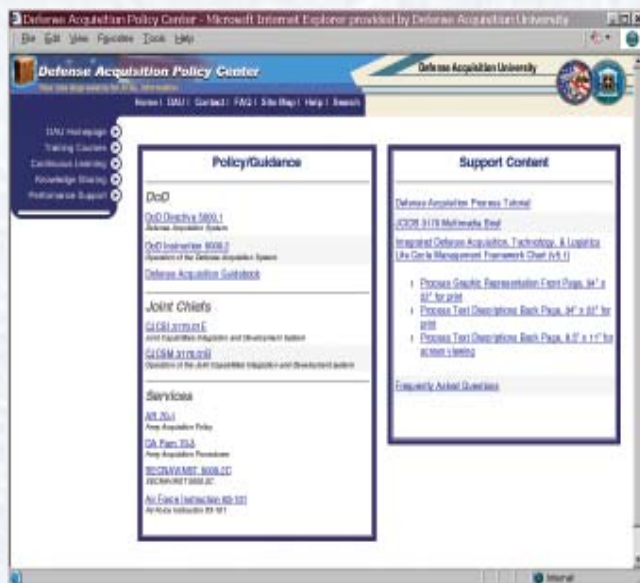 Defense Acquisition Policy Center - Microsoft Internet Explorer provided by Defense Acquisition University
File Edit View Favorites Tools Help
Defense Acquisition Policy Center
Defense Acquisition University
Home | DAU | Contact | FAQ | Site Map | Help | Search
DAU Homepage
Training Courses
Continuous Learning
Knowledge Sharing
Performance Support
Policy/Guidance
DoD
DoD Directive 5000.1
Defense Acquisition System
DoD Instruction 5000.2
Operation of the Defense Acquisition System
Defense Acquisition Guidebook
Joint Chiefs
CJCSI 3170.01E
Joint Capabilities Integration and Development System
CJCSM 3170.01B
Operation of the Joint Capabilities Integration and Development System
Services
AR 70-1
Army Acquisition Policy
DA Pam 70-3
Army Acquisition Procedures
SECNAVINST 5000.2C
SECNAVINST 5000.2C
Air Force Instruction 63-101
Air Force Instruction 63-101
Support Content
Defense Acquisition Process Tutorial
JCIDS 3170 Multimedia Brief
Integrated Defense Acquisition, Technology, & Logistics
Life Cycle Management Framework Chart (v5.1)
Process Graphic Representation Front Page, 34" x
22" for print
Process Text Descriptions Back Page, 34" x 22" for
print
Process Text Descriptions Back Page, 8.5" x 11" for
screen viewing
Frequently Asked Questions
Internet